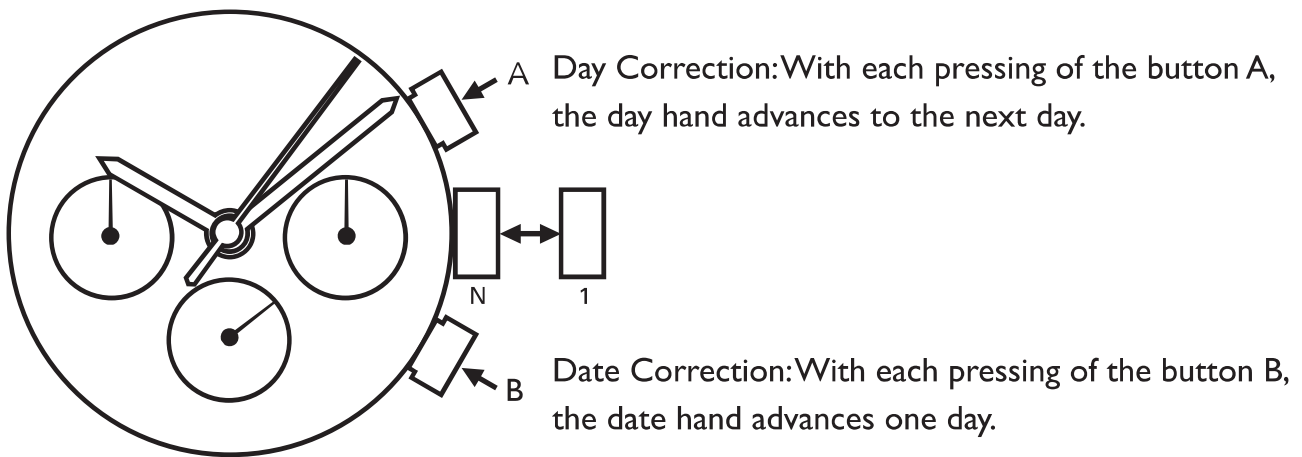 A
Day Correction: With each pressing of the button A,
the day hand advances to the next day.
N
1
B
Date Correction: With each pressing of the button B,
the date hand advances one day.